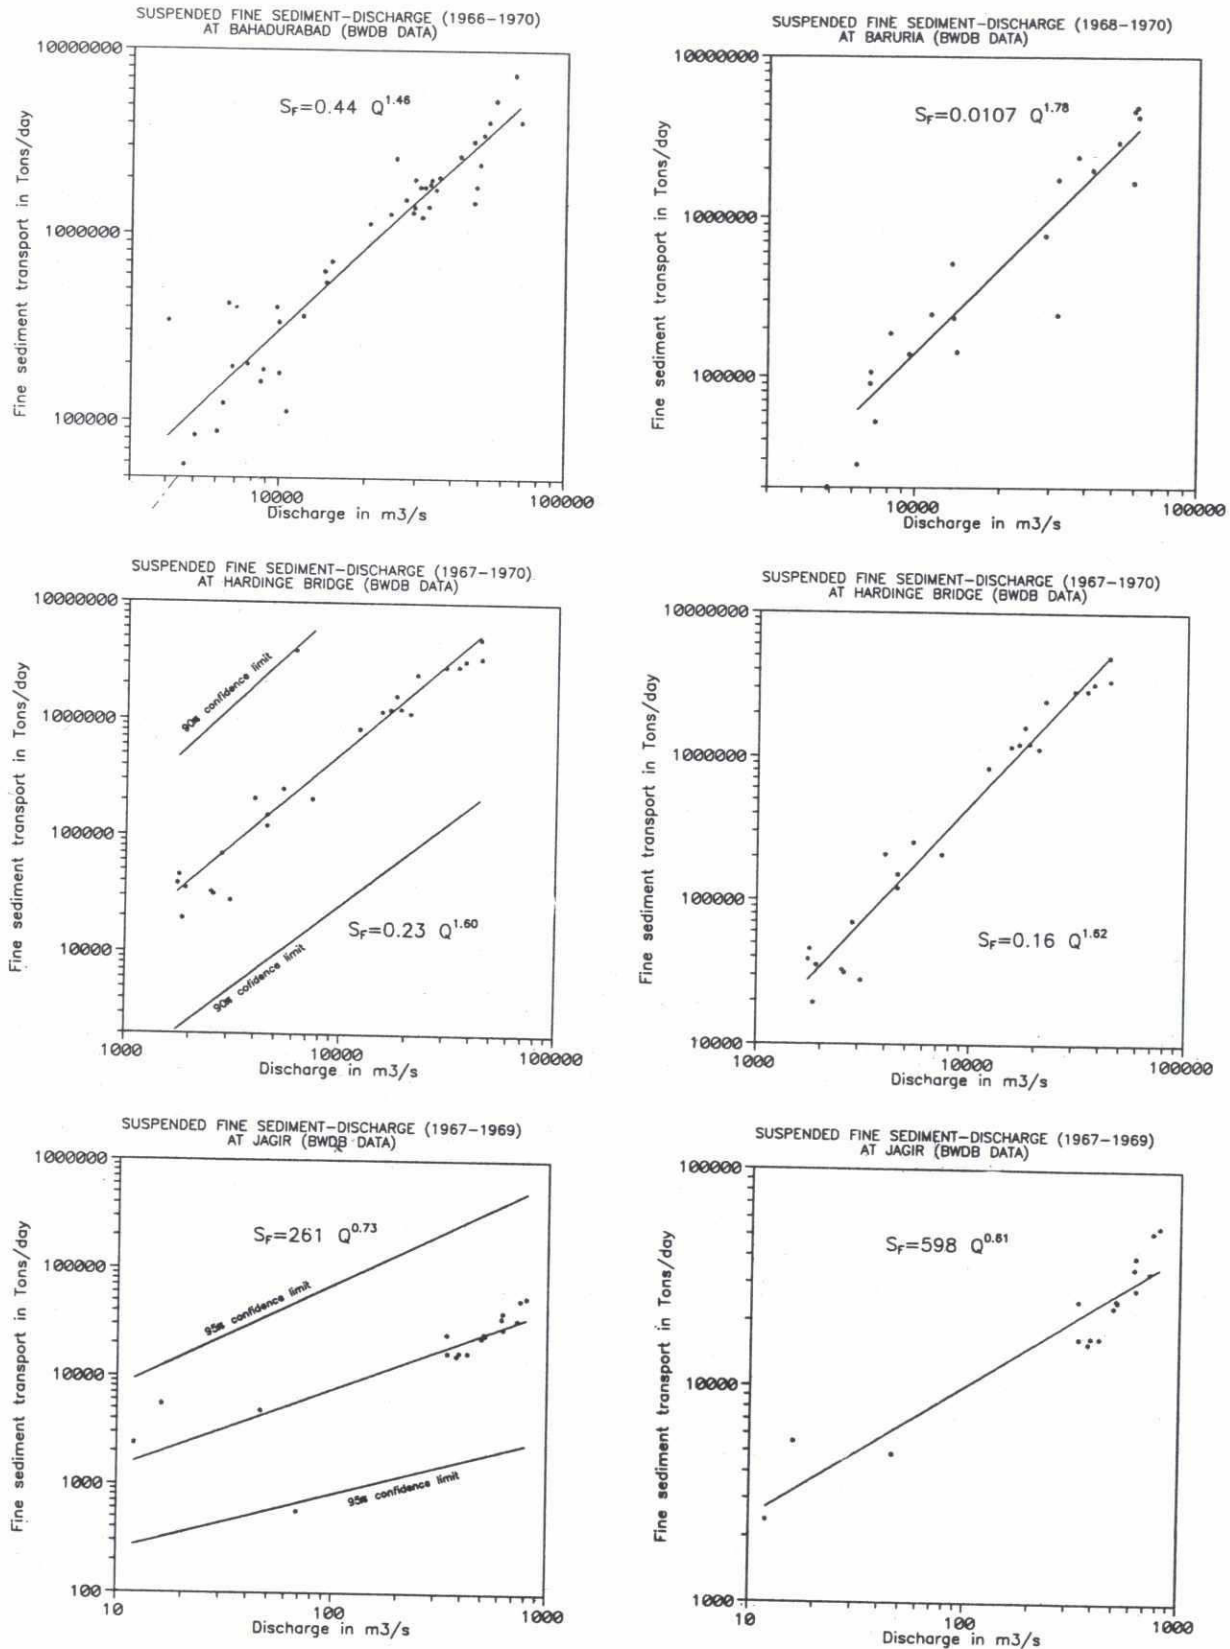 SUSPENDED FINE SEDIMENT-DISCHARGE (1966-1970)
AT BAHADURABAD (BWDB DATA)
10000000
S_F=0.44 Q^1.46
1000000
100000
Fine sediment transport in Tons/day
10000
100000
Discharge in m3/s
SUSPENDED FINE SEDIMENT-DISCHARGE (1968-1970)
AT BARURIA (BWDB DATA)
10000000
S_F=0.0107 Q^1.78
1000000
100000
Fine sediment transport in Tons/day
10000
100000
Discharge in m3/s
SUSPENDED FINE SEDIMENT-DISCHARGE (1967-1970)
AT HARDINGE BRIDGE (BWDB DATA)
10000000
90% confidence limit
1000000
100000
S_F=0.23 Q^1.60
10000
90% cofidence limit
Fine sediment transport in Tons/day
1000
10000
100000
Discharge in m3/s
SUSPENDED FINE SEDIMENT-DISCHARGE (1967-1970)
AT HARDINGE BRIDGE (BWDB DATA)
10000000
1000000
100000
S_F=0.16 Q^1.62
10000
Fine sediment transport in Tons/day
1000
10000
100000
Discharge in m3/s
SUSPENDED FINE SEDIMENT-DISCHARGE (1967-1969)
AT JAGIR (BWDB DATA)
1000000
S_F=261 Q^0.73
100000
95% confidence limit
10000
1000
95% confidence limit
100
Fine sediment transport in Tons/day
10
100
1000
Discharge in m3/s
SUSPENDED FINE SEDIMENT-DISCHARGE (1967-1969)
AT JAGIR (BWDB DATA)
100000
S_F=598 Q^0.61
10000
1000
Fine sediment transport in Tons/day
10
100
1000
Discharge in m3/s